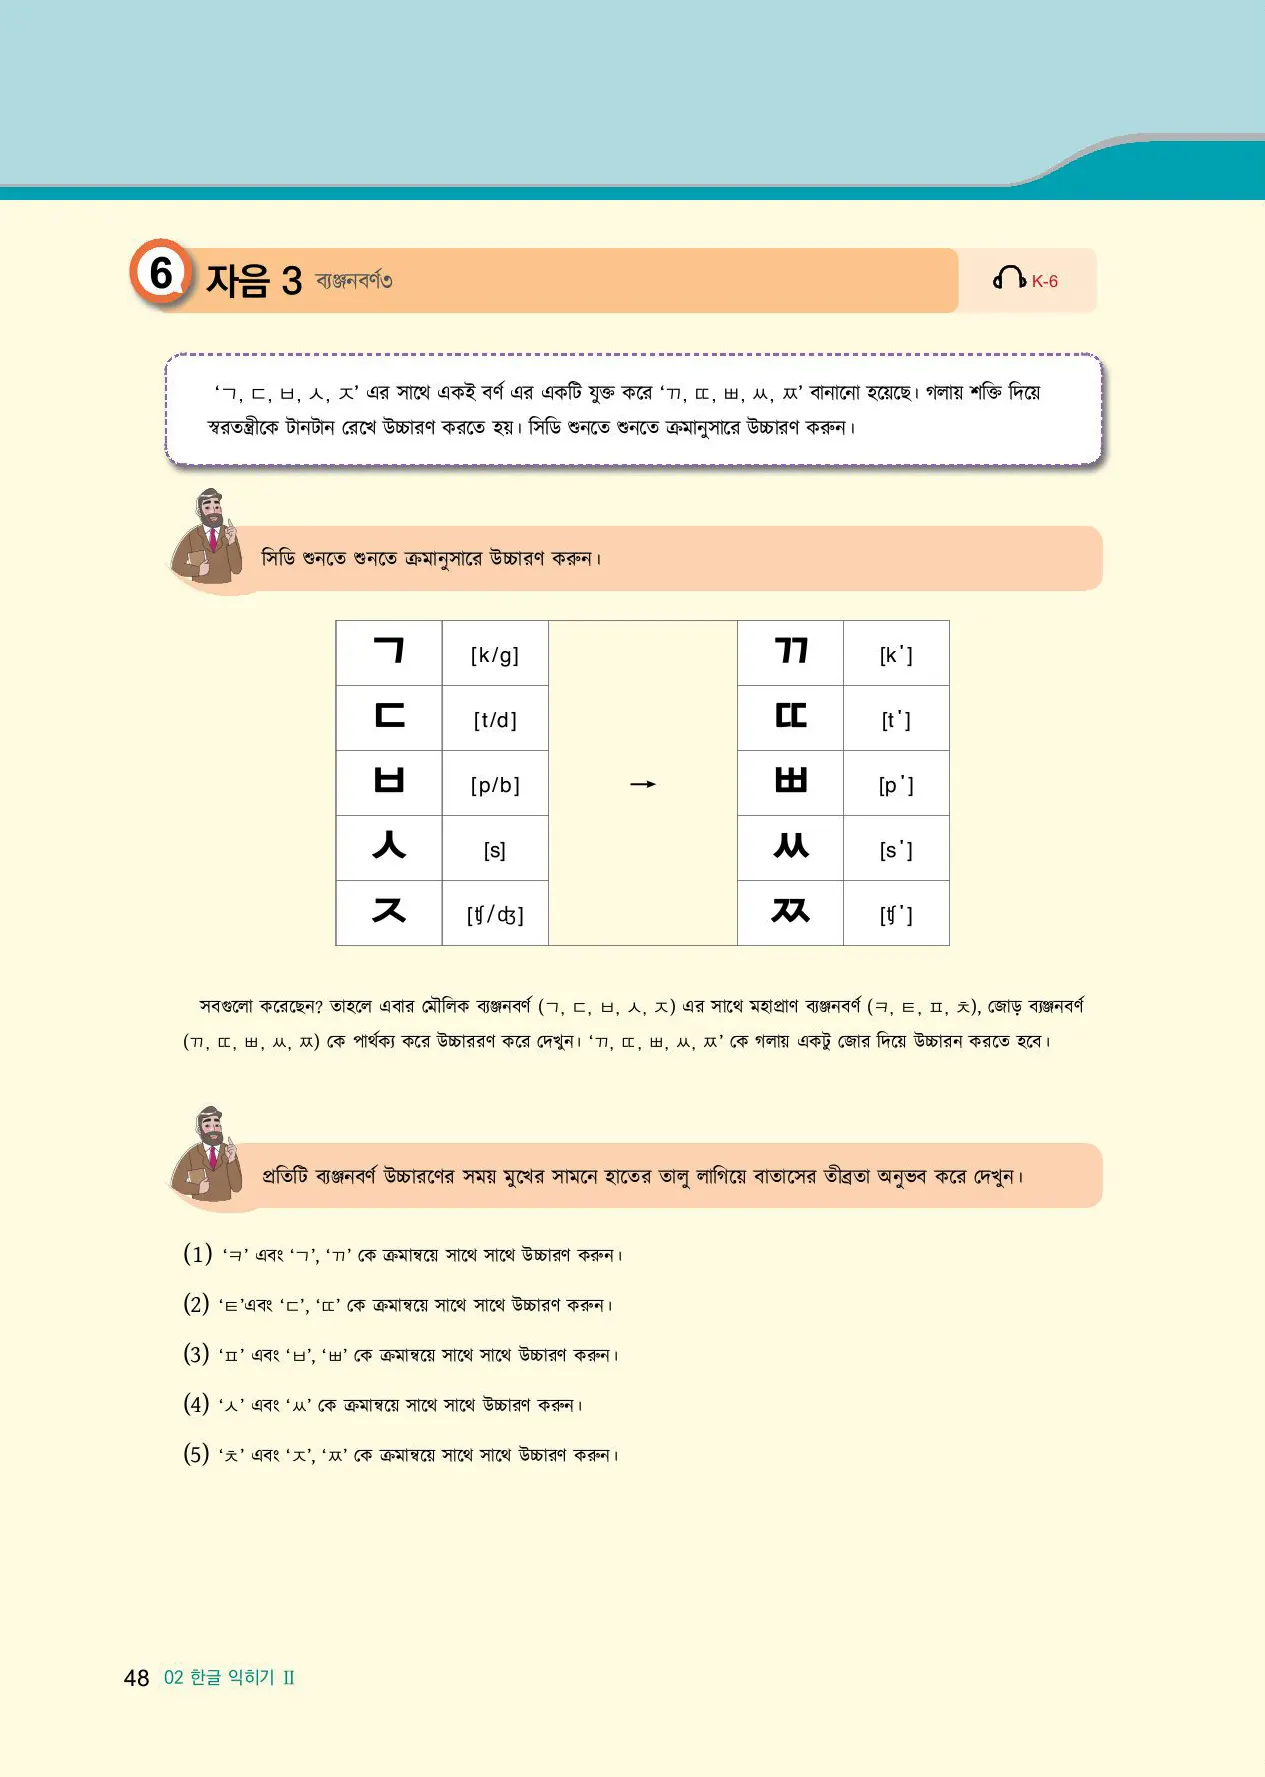 6 자음 3 ব্যঞ্জনবর্ণ৩ K-6
‘ㄱ, ㄷ, ㅂ, ㅅ, ㅈ’ এর সাথে একই বর্ণ এর একটি যুক্ত করে ‘ㄲ, ㄸ, ㅃ, ㅆ, ㅉ’ বানানো হয়েছে। গলায় শক্তি দিয়ে
স্বরতন্ত্রীকে টানটান রেখে উচ্চারণ করতে হয়। সিডি শুনতে শুনতে ক্রমানুসারে উচ্চারণ করুন।
সিডি শুনতে শুনতে ক্রমানুসারে উচ্চারণ করুন।
ㄱ [k/g] ㄲ [k']
ㄷ [t/d] ㄸ [t']
ㅂ [p/b] → ㅃ [p']
ㅅ [s] ㅆ [s']
ㅈ [ʧ/ʤ] ㅉ [ʧ']
সবগুলো করেছেন? তাহলে এবার মৌলিক ব্যঞ্জনবর্ণ (ㄱ, ㄷ, ㅂ, ㅅ, ㅈ) এর সাথে মহাপ্রাণ ব্যঞ্জনবর্ণ (ㅋ, ㅌ, ㅍ, ㅊ), জোড় ব্যঞ্জনবর্ণ
(ㄲ, ㄸ, ㅃ, ㅆ, ㅉ) কে পার্থক্য করে উচ্চাররণ করে দেখুন। ‘ㄲ, ㄸ, ㅃ, ㅆ, ㅉ’ কে গলায় একটু জোর দিয়ে উচ্চারন করতে হবে।
প্রতিটি ব্যঞ্জনবর্ণ উচ্চারণের সময় মুখের সামনে হাতের তালু লাগিয়ে বাতাসের তীব্রতা অনুভব করে দেখুন।
(1) ‘ㅋ’ এবং ‘ㄱ’, ‘ㄲ’ কে ক্রমান্বয়ে সাথে সাথে উচ্চারণ করুন।
(2) ‘ㅌ’এবং ‘ㄷ’, ‘ㄸ’ কে ক্রমান্বয়ে সাথে সাথে উচ্চারণ করুন।
(3) ‘ㅍ’ এবং ‘ㅂ’, ‘ㅃ’ কে ক্রমান্বয়ে সাথে সাথে উচ্চারণ করুন।
(4) ‘ㅅ’ এবং ‘ㅆ’ কে ক্রমান্বয়ে সাথে সাথে উচ্চারণ করুন।
(5) ‘ㅊ’ এবং ‘ㅈ’, ‘ㅉ’ কে ক্রমান্বয়ে সাথে সাথে উচ্চারণ করুন।
48 02 한글 익히기 Ⅱ